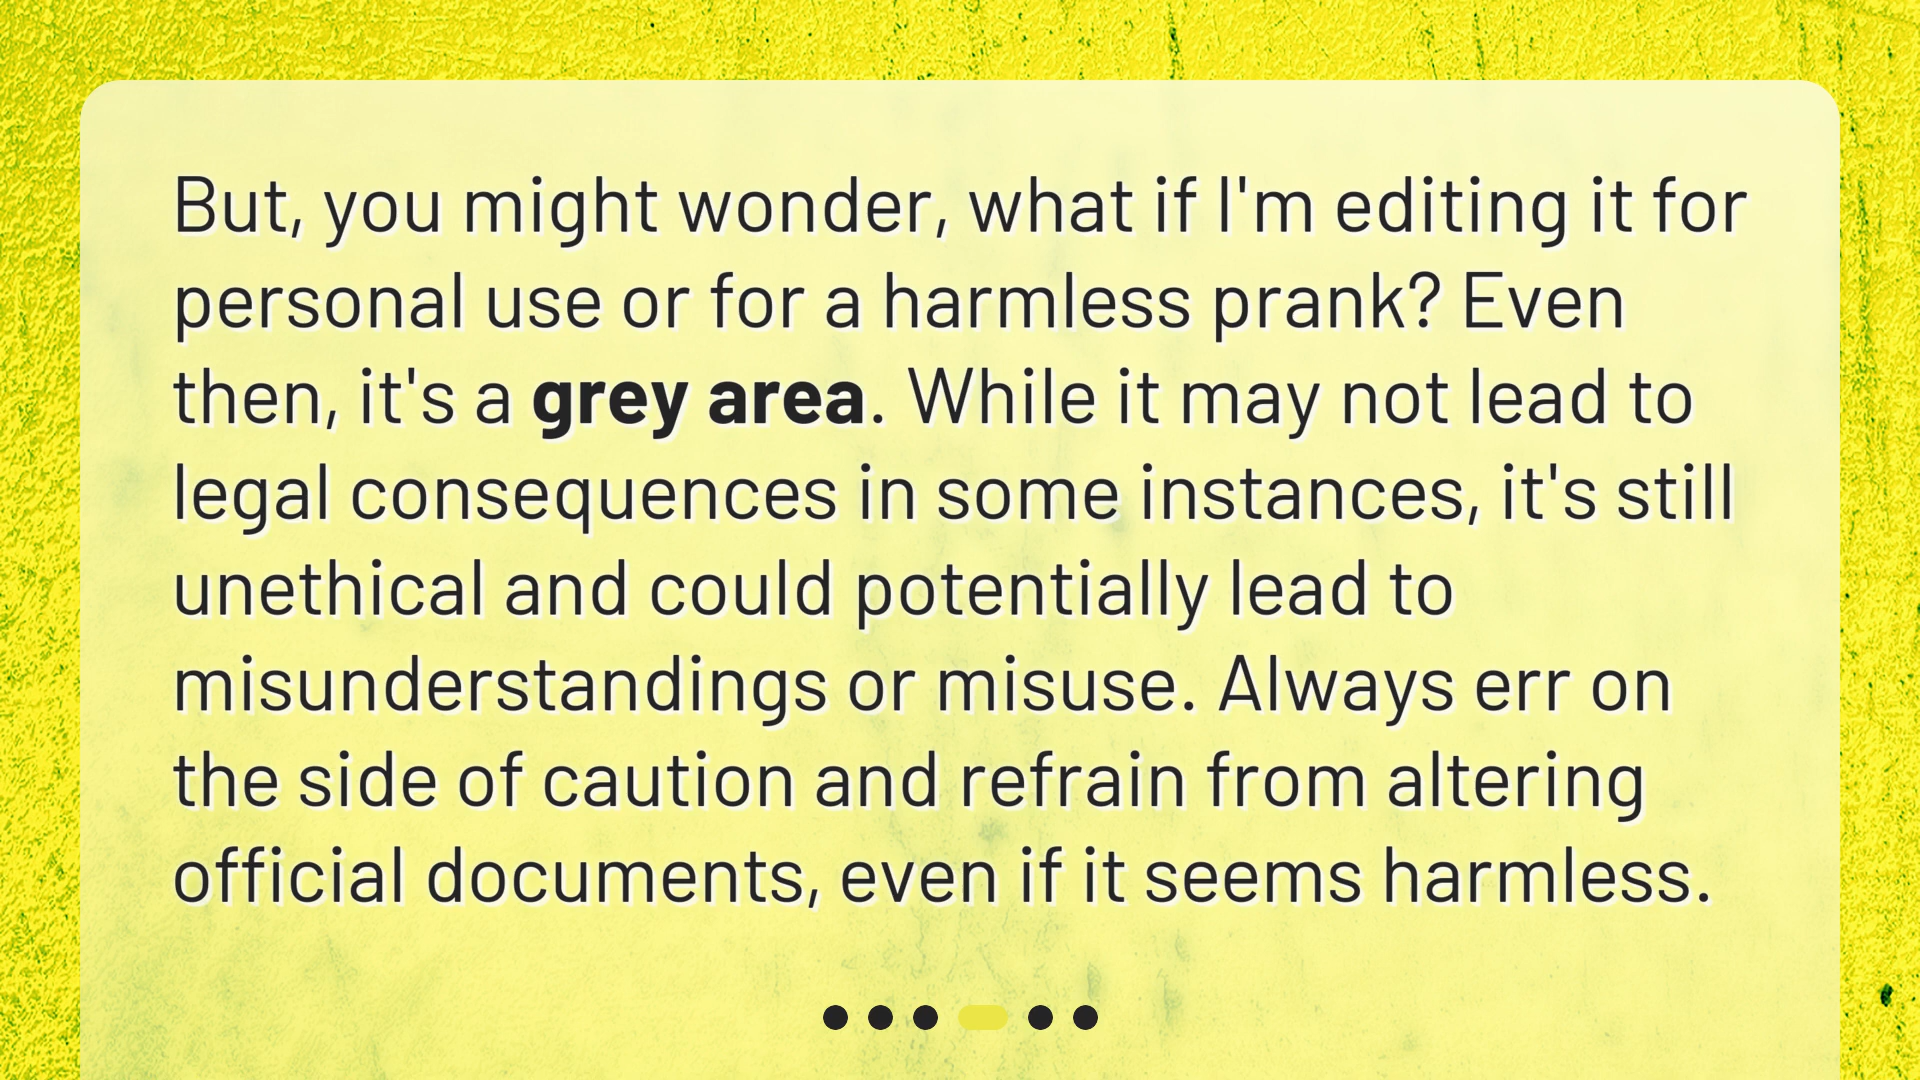 But, you might wonder, what if I'm editing it for
personal use or for a harmless prank? Even
then, it's a grey area. While it may not lead to
legal consequences in some instances, it's still
unethical and could potentially lead to
misunderstandings or misuse. Always err on
the side of caution and refrain from altering
official documents, even if it seems harmless.